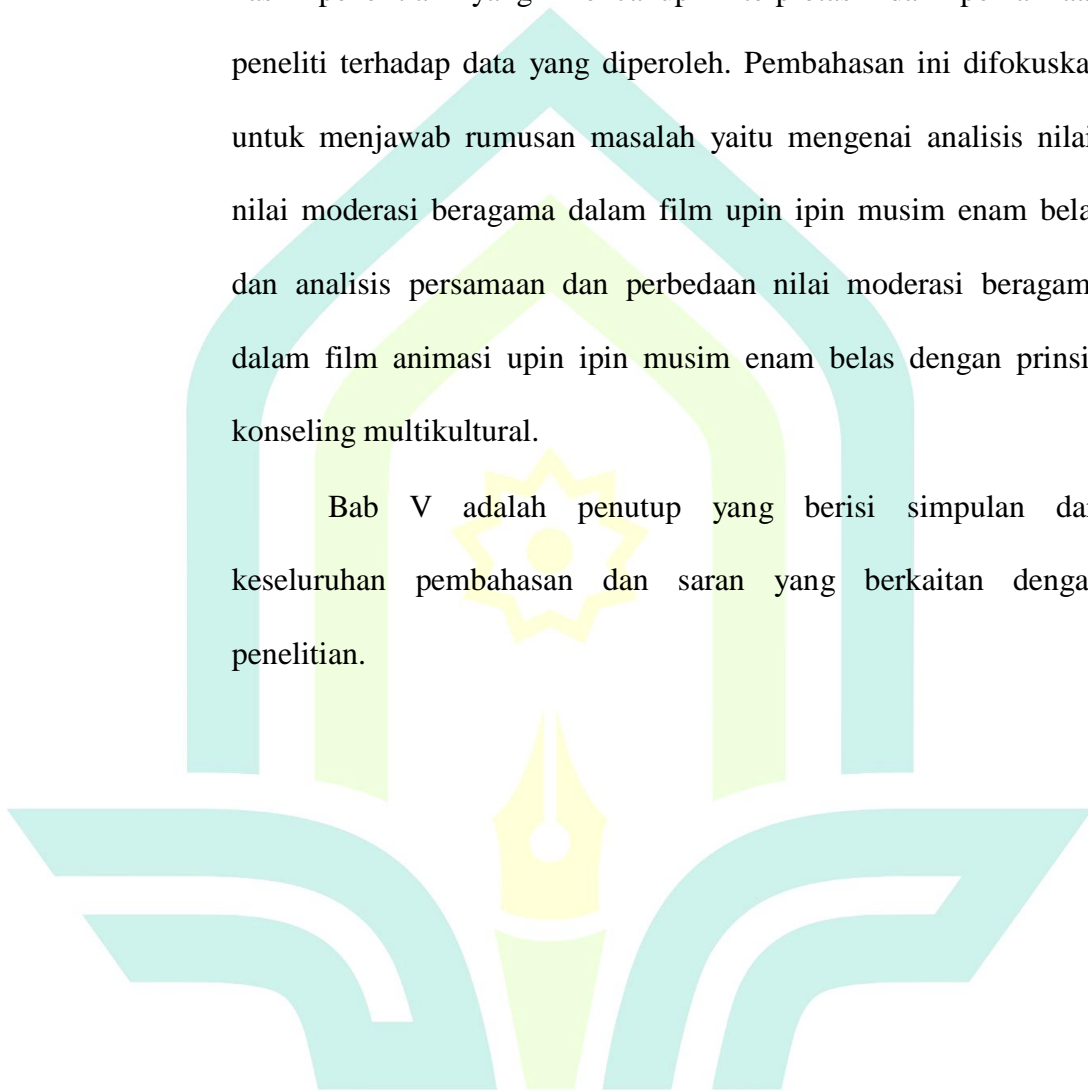 peneliti terhadap data yang diperoleh. Pembahasan ini difokuska
untuk menjawab rumusan masalah yaitu mengenai analisis nilai
nilai moderasi beragama dalam film upin ipin musim enam bela
dan analisis persamaan dan perbedaan nilai moderasi beragam
dalam film animasi upin ipin musim enam belas dengan prinsi
konseling multikultural.
Bab V adalah penutup yang berisi simpulan da
keseluruhan pembahasan dan saran yang berkaitan denga
penelitian.